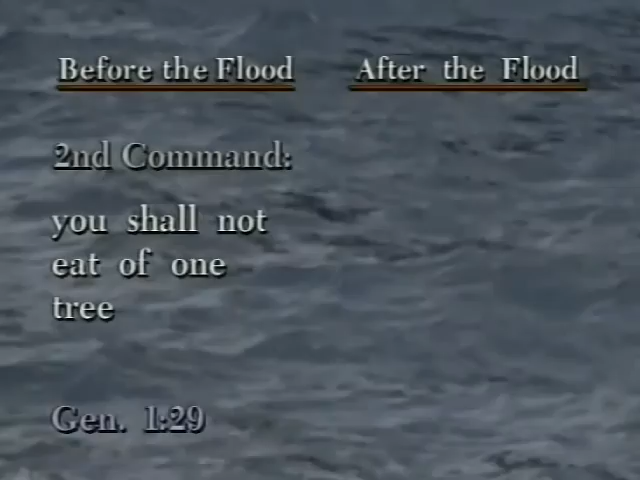 Before the Flood
After the Flood
2nd Command:
you shall not
eat of one
tree
Gen. 1:29